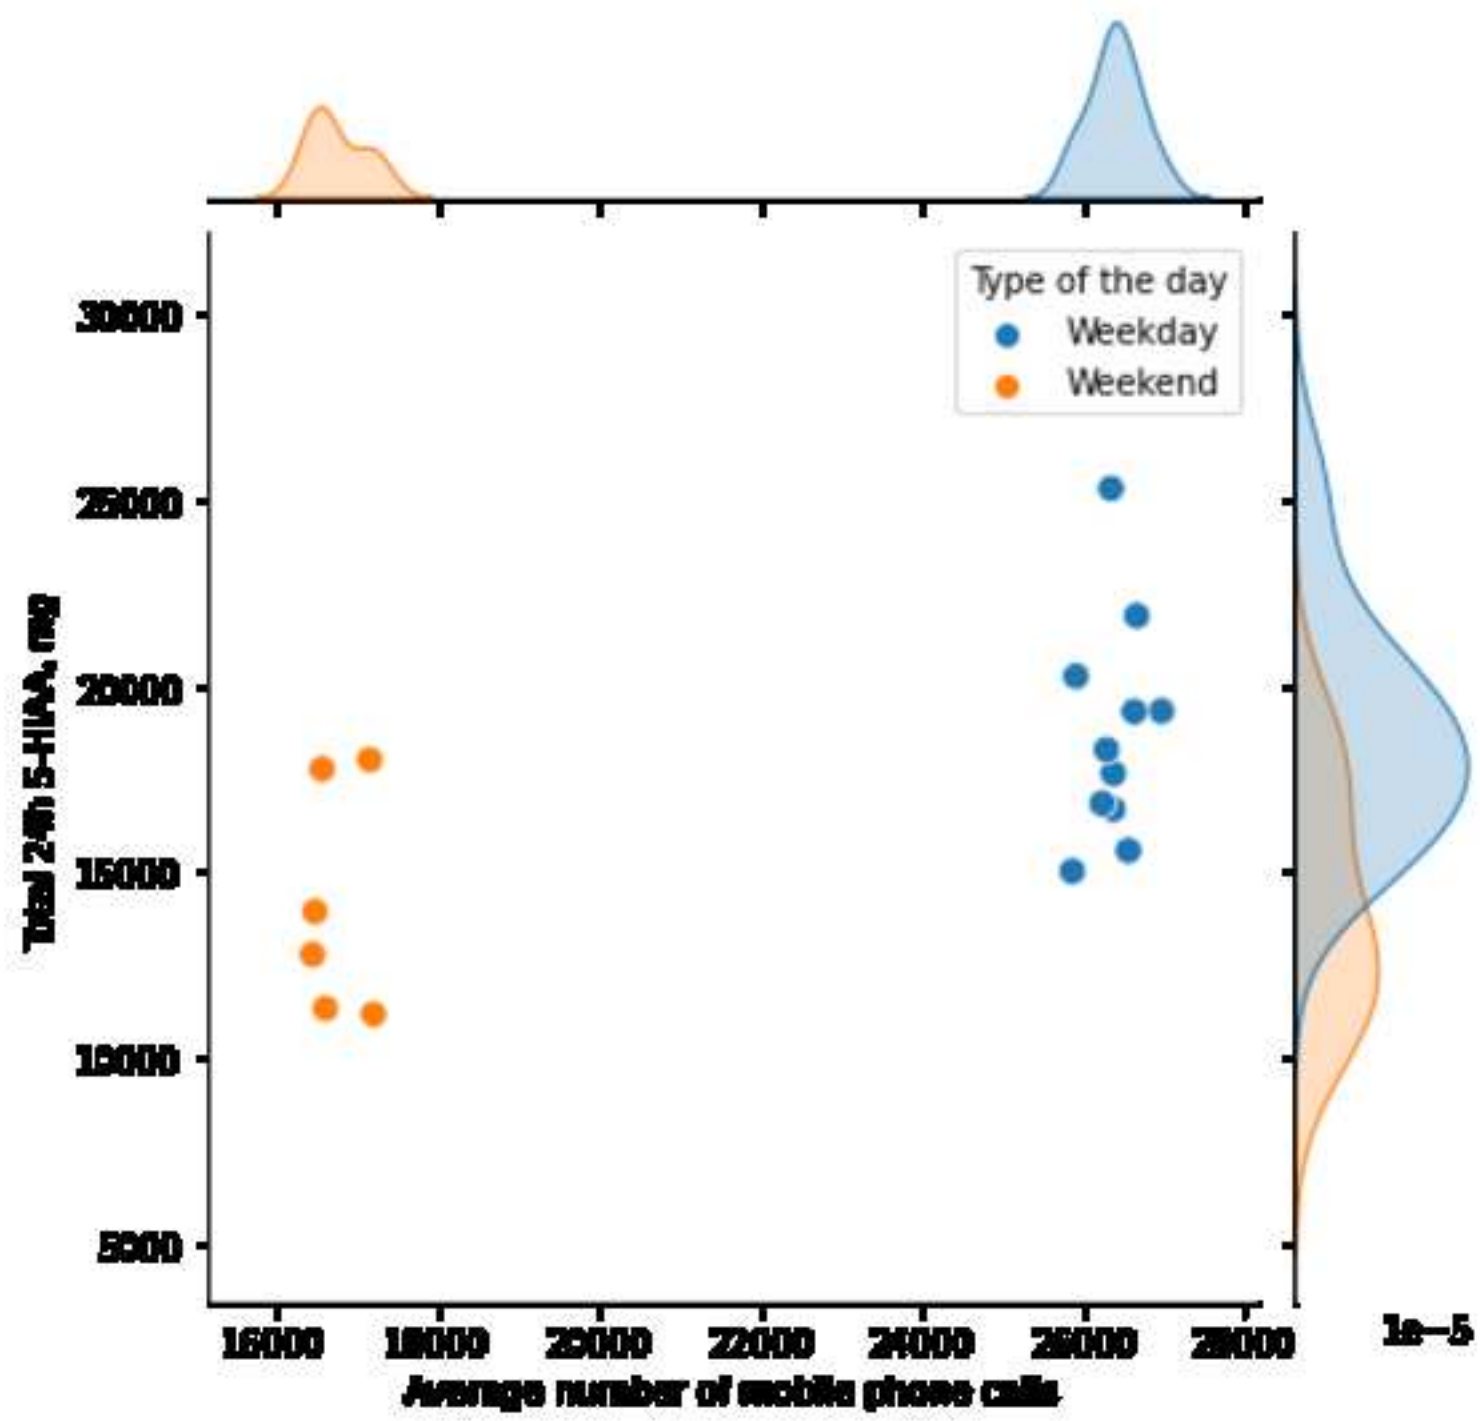 Type of the day
Weekday
Weekend
30000
25000
20000
15000
10000
5000
Total 24h 5-HIAA, mg
16000 18000 20000 22000 24000 26000 28000
1e−5
Average number of mobile phone calls